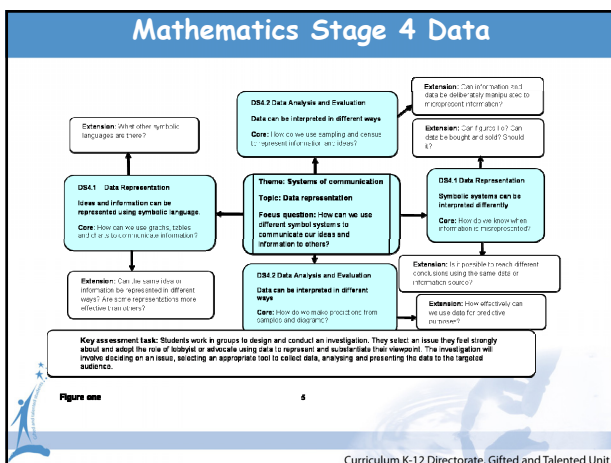 Mathematics Stage 4 Data
Extension: Can information and
data be deliberately manipulated to
misrepresent information?
DS4.2 Data Analysis and Evaluation
Data can be interpreted in different ways
Core: How do we use sampling and census
to represent information and ideas?
Extension: What other symbolic
languages are there?
Extension: Can figures lie? Can
data be bought and sold? Should
it?
DS4.1 Data Representation
Ideas and information can be
represented using symbolic language.
Core: How can we use graphs, tables
and charts to communicate information?
Theme: Systems of communication
Topic: Data representation
Focus question: How can we use
different symbol systems to
communicate our ideas and
information to others?
DS4.1 Data Representation
Symbolic systems can be
interpreted differently
Core: How do we know when
information is misrepresented?
Extension: Can the same idea or
information be represented in different
ways? Are some representations more
effective than others?
DS4.2 Data Analysis and Evaluation
Data can be interpreted in different
ways
Core: How do we make predictions from
samples and diagrams?
Extension: Is it possible to reach different
conclusions using the same data or
information source?
Extension: How effectively can
we use data for predictive
purposes?
Key assessment task: Students work in groups to design and conduct an investigation. They select an issue they feel strongly
about and adopt the role of lobbyist or advocate using data to represent and substantiate their viewpoint. The investigation will
involve deciding on an issue, selecting an appropriate tool to collect data, analysing and presenting the data to the targeted
audience.
Figure one
5
Curriculum K-12 Directorate, Gifted and Talented Unit